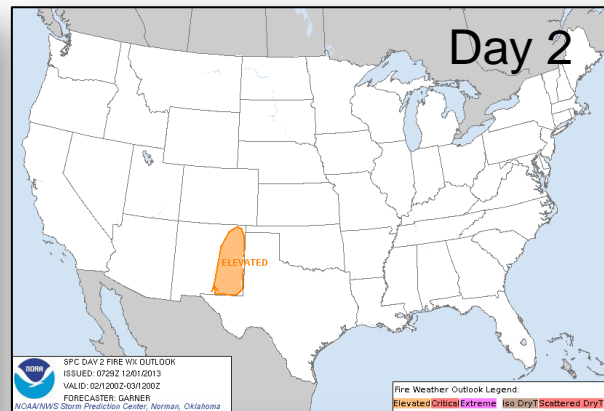 Day 2
ELEVATED
NOAA
SPC DAY 2 FIRE WX OUTLOOK
ISSUED: 0729Z 12/01/2013
VALID: 02/1200Z-03/1200Z
FORECASTER: GARNER
NOAA/NWS Storm Prediction Center, Norman, Oklahoma
Fire Weather Outlook Legend:
Elevated Critical Extreme Iso DryT Scattered DryT